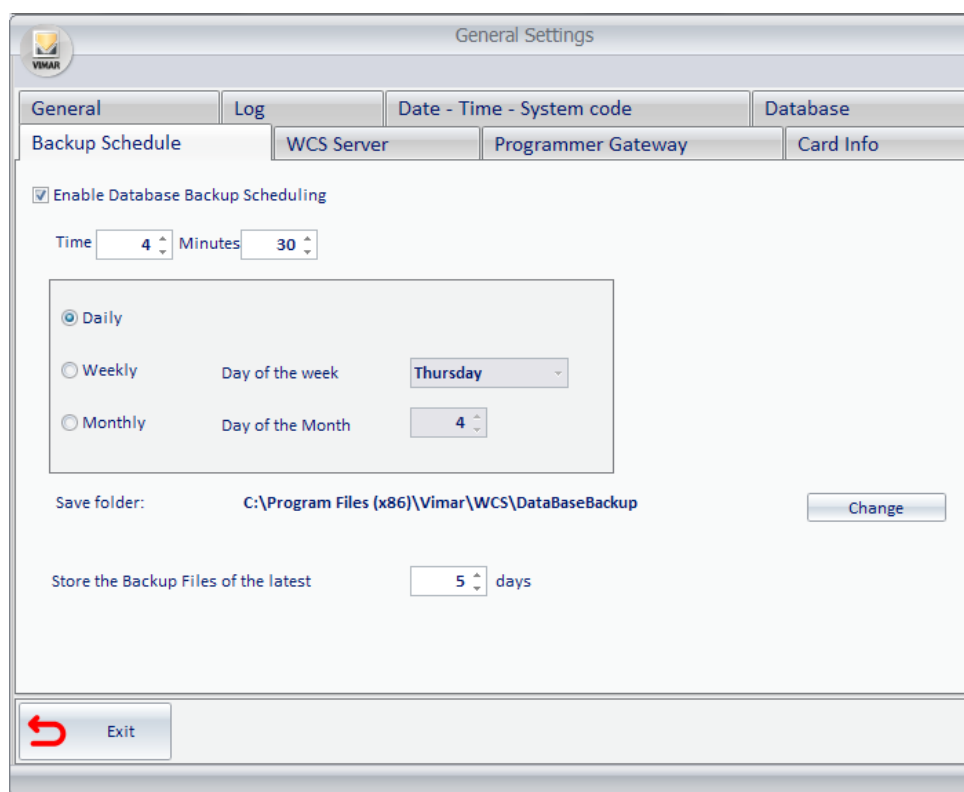 General Settings
VIMAR
General Log Date - Time - System code Database
Backup Schedule WCS Server Programmer Gateway Card Info
Enable Database Backup Scheduling
Time 4 Minutes 30
Daily
Weekly Day of the week Thursday
Monthly Day of the Month 4
Save folder: C:\Program Files (x86)\Vimar\WCS\DataBaseBackup Change
Store the Backup Files of the latest 5 days
Exit